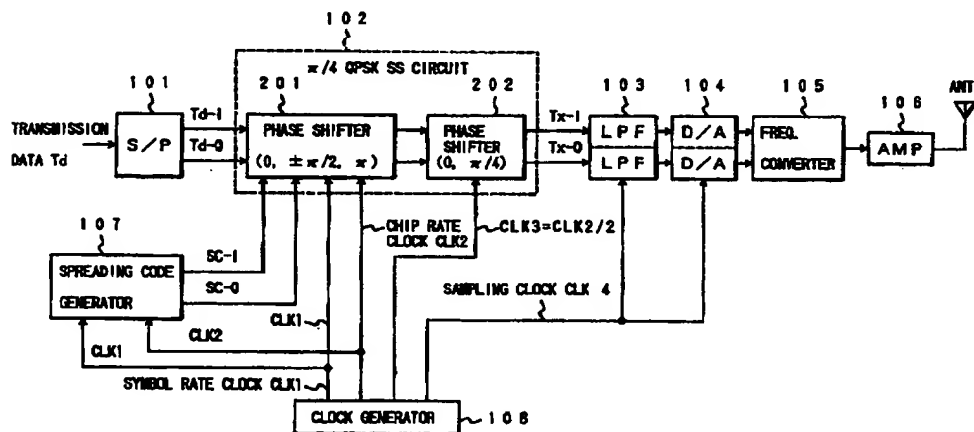 102
π/4 QPSK SS CIRCUIT
101
201
202
103
104
105
106
ANT
Td-I
Td-Q
Tx-I
Tx-Q
TRANSMISSION
DATA Td
S/P
PHASE SHIFTER
(0, ±π/2, π)
PHASE
SHIFTER
(0, π/4)
LPF
LPF
D/A
D/A
FREQ.
CONVERTER
AMP
107
SC-I
SC-Q
SPREADING CODE
GENERATOR
CHIP RATE
CLOCK CLK2
CLK3=CLK2/2
SAMPLING CLOCK CLK 4
CLK1
CLK1
CLK2
SYMBOL RATE CLOCK CLK1
CLOCK GENERATOR
108